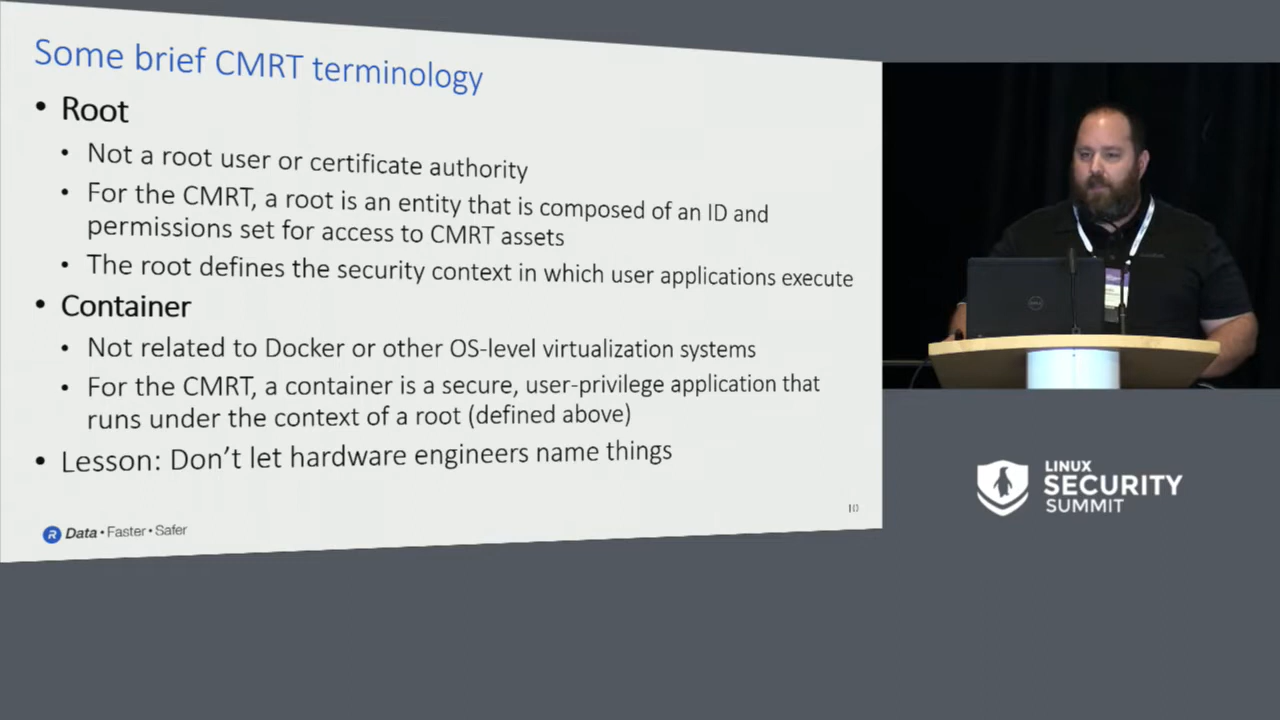 Some brief CMRT terminology
• Root
• Not a root user or certificate authority
• For the CMRT, a root is an entity that is composed of an ID and
permissions set for access to CMRT assets
• The root defines the security context in which user applications execute
• Container
• Not related to Docker or other OS-level virtualization systems
• For the CMRT, a container is a secure, user-privilege application that
runs under the context of a root (defined above)
• Lesson: Don't let hardware engineers name things
10
R Data • Faster • Safer
LINUX
SECURITY
SUMMIT